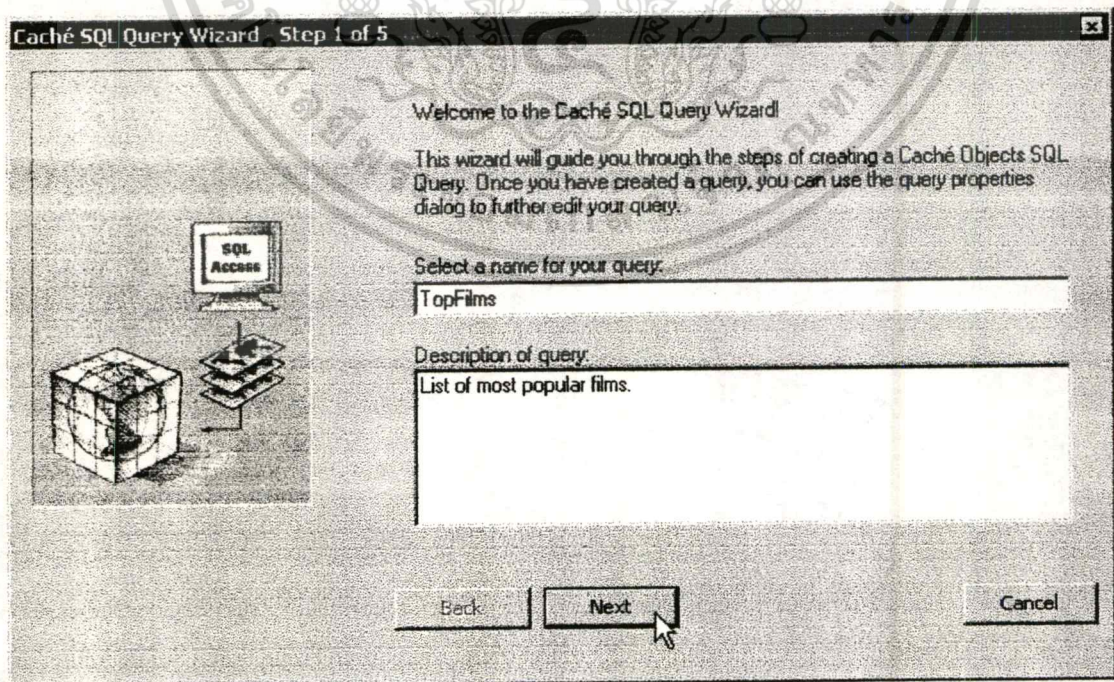 Caché SQL Query Wizard Step 1 of 5
Welcome to the Caché SQL Query Wizard!
This wizard will guide you through the steps of creating a Caché Objects SQL
Query. Once you have created a query, you can use the query properties
dialog to further edit your query.
SQL
Access
Select a name for your query:
TopFilms
Description of query:
List of most popular films.
Back
Next
Cancel